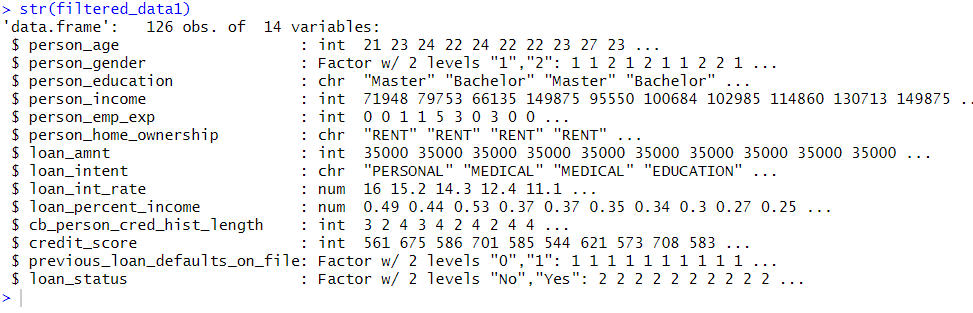 > str(filtered_data1)
'data.frame':   126 obs. of  14 variables:
 $ person_age                    : int  21 23 24 22 24 22 22 23 27 23 ...
 $ person_gender                 : Factor w/ 2 levels "1","2": 1 1 2 1 2 1 1 2 2 1 ...
 $ person_education              : chr  "Master" "Bachelor" "Master" "Bachelor" ...
 $ person_income                 : int  71948 79753 66135 149875 95550 100684 102985 114860 130713 149875 ..
 $ person_emp_exp                : int  0 0 1 1 5 3 0 3 0 0 ...
 $ person_home_ownership         : chr  "RENT" "RENT" "RENT" "RENT" ...
 $ loan_amnt                     : int  35000 35000 35000 35000 35000 35000 35000 35000 35000 35000 ...
 $ loan_intent                   : chr  "PERSONAL" "MEDICAL" "MEDICAL" "EDUCATION" ...
 $ loan_int_rate                 : num  16 15.2 14.3 12.4 11.1 ...
 $ loan_percent_income           : num  0.49 0.44 0.53 0.37 0.37 0.35 0.34 0.3 0.27 0.25 ...
 $ cb_person_cred_hist_length    : int  3 2 4 3 4 2 4 2 4 4 ...
 $ credit_score                  : int  561 675 586 701 585 544 621 573 708 583 ...
 $ previous_loan_defaults_on_file: Factor w/ 2 levels "0","1": 1 1 1 1 1 1 1 1 1 1 ...
 $ loan_status                   : Factor w/ 2 levels "No","Yes": 2 2 2 2 2 2 2 2 2 2 ...
>